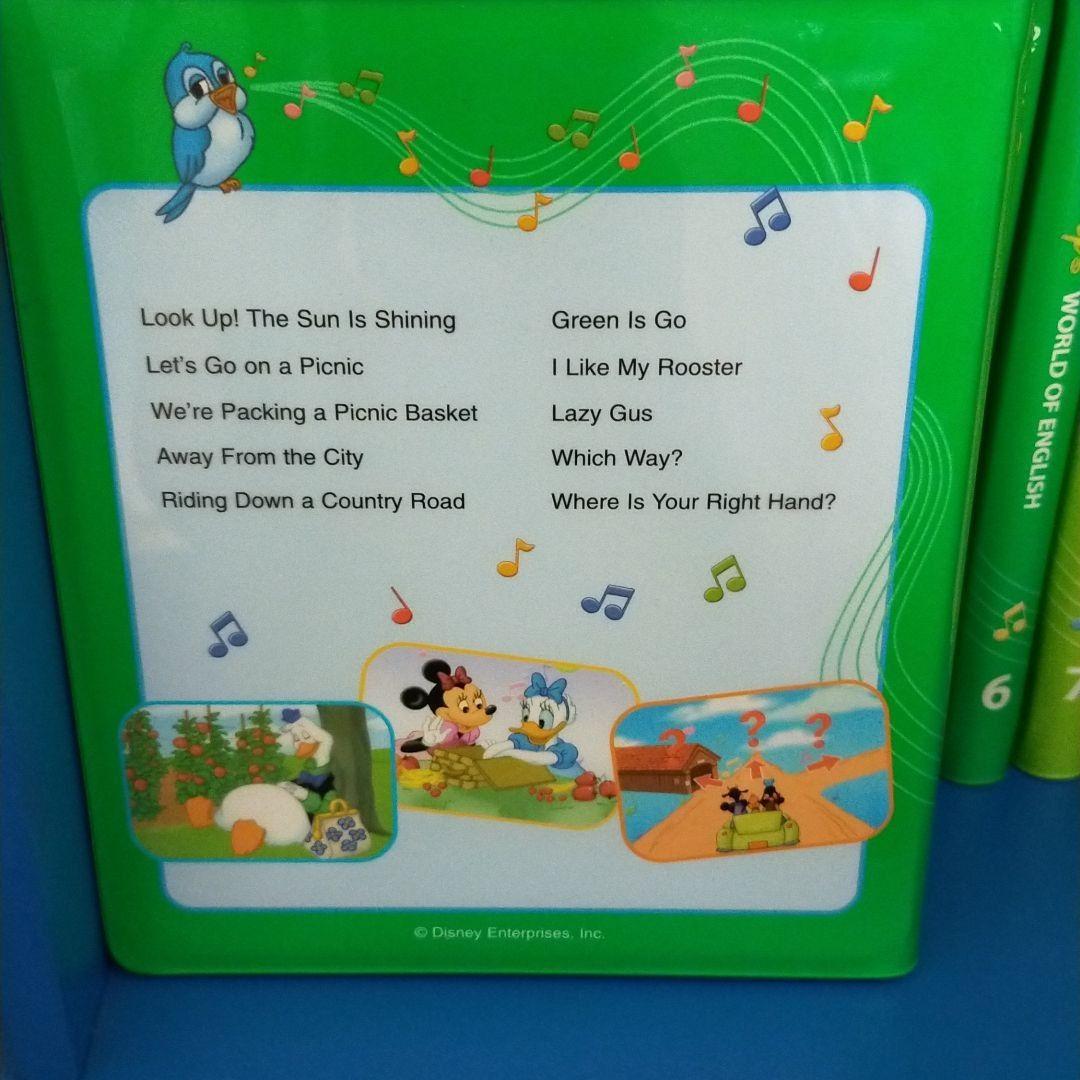 Look Up! The Sun Is Shining
Let's Go on a Picnic
We're Packing a Picnic Basket
Away From the City
Riding Down a Country Road
Green Is Go
I Like My Rooster
Lazy Gus
Which Way?
Where Is Your Right Hand?
? ? ?
© Disney Enterprises, Inc.
WORLD OF ENGLISH
6
7